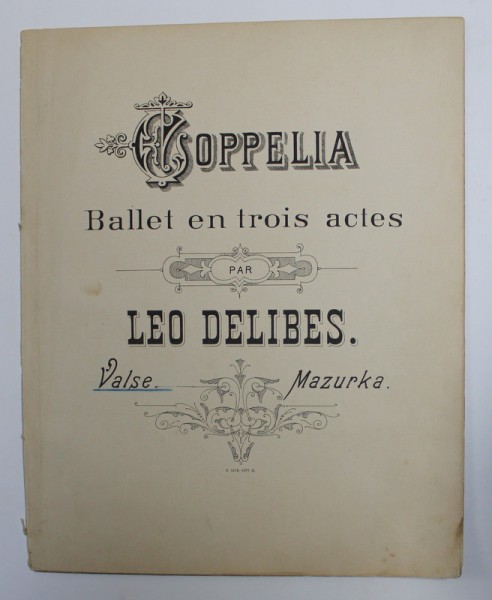 COPPELIA
Ballet en trois actes
PAR
LEO DELIBES.
Valse. Mazurka.